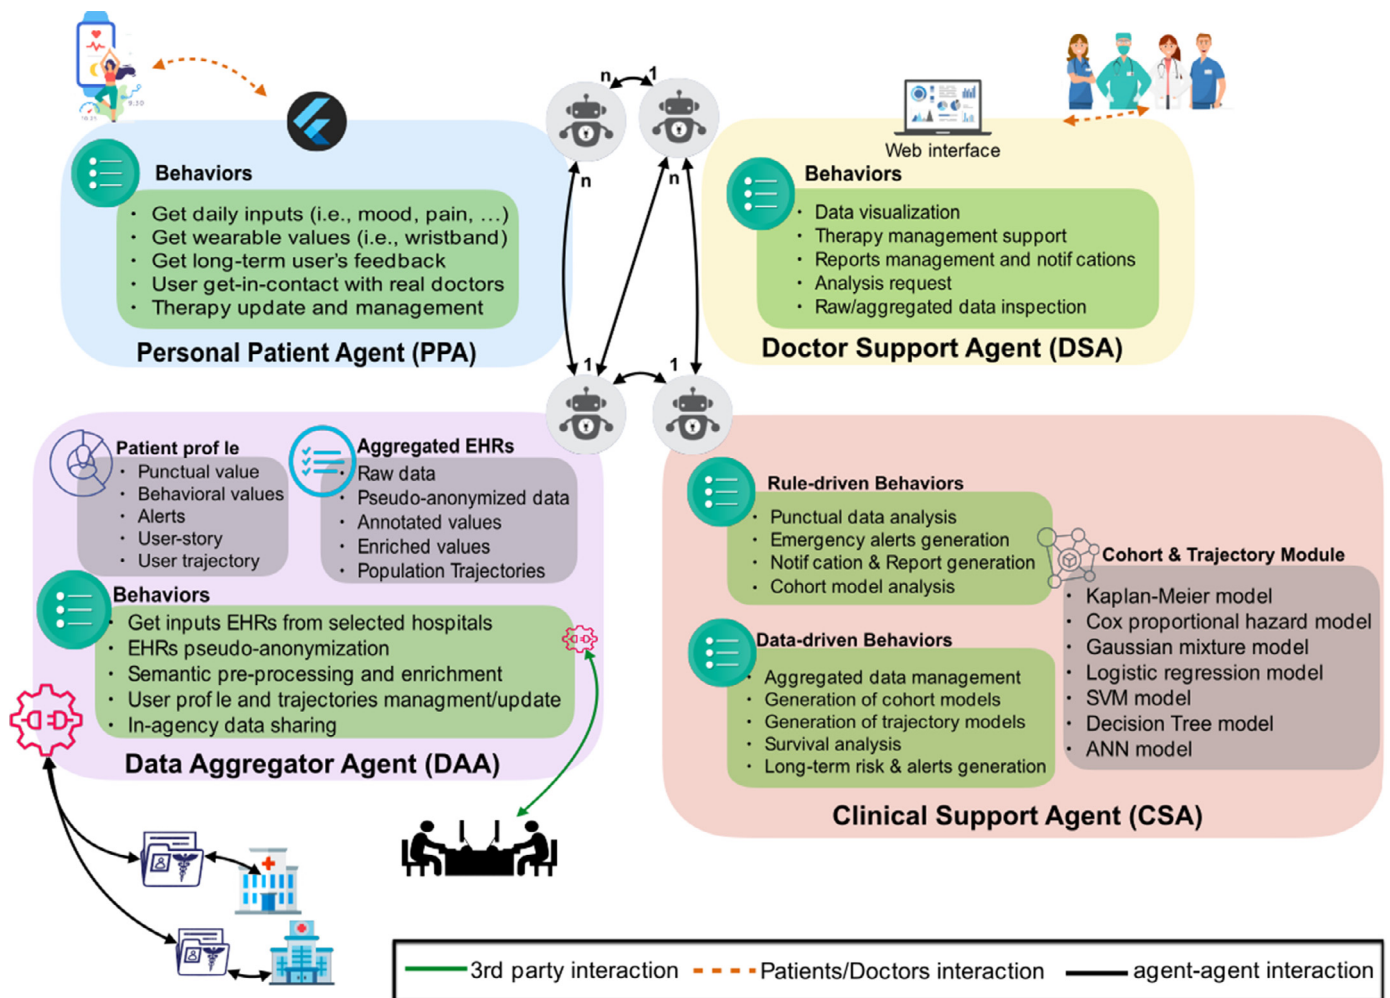 n
1
Web interface
Behaviors
• Get daily inputs (i.e., mood, pain, ...)
• Get wearable values (i.e., wristband)
• Get long-term user's feedback
• User get-in-contact with real doctors
• Therapy update and management
Personal Patient Agent (PPA)
n
n
Behaviors
• Data visualization
• Therapy management support
• Reports management and notif cations
• Analysis request
• Raw/aggregated data inspection
Doctor Support Agent (DSA)
1
1
Patient prof le
• Punctual value
• Behavioral values
• Alerts
• User-story
• User trajectory
Aggregated EHRs
• Raw data
• Pseudo-anonymized data
• Annotated values
• Enriched values
• Population Trajectories
Behaviors
• Get inputs EHRs from selected hospitals
• EHRs pseudo-anonymization
• Semantic pre-processing and enrichment
• User prof le and trajectories managment/update
• In-agency data sharing
Data Aggregator Agent (DAA)
Rule-driven Behaviors
• Punctual data analysis
• Emergency alerts generation
• Notif cation & Report generation
• Cohort model analysis
Data-driven Behaviors
• Aggregated data management
• Generation of cohort models
• Generation of trajectory models
• Survival analysis
• Long-term risk & alerts generation
Cohort & Trajectory Module
• Kaplan-Meier model
• Cox proportional hazard model
• Gaussian mixture model
• Logistic regression model
• SVM model
• Decision Tree model
• ANN model
Clinical Support Agent (CSA)
3rd party interaction
Patients/Doctors interaction
agent-agent interaction